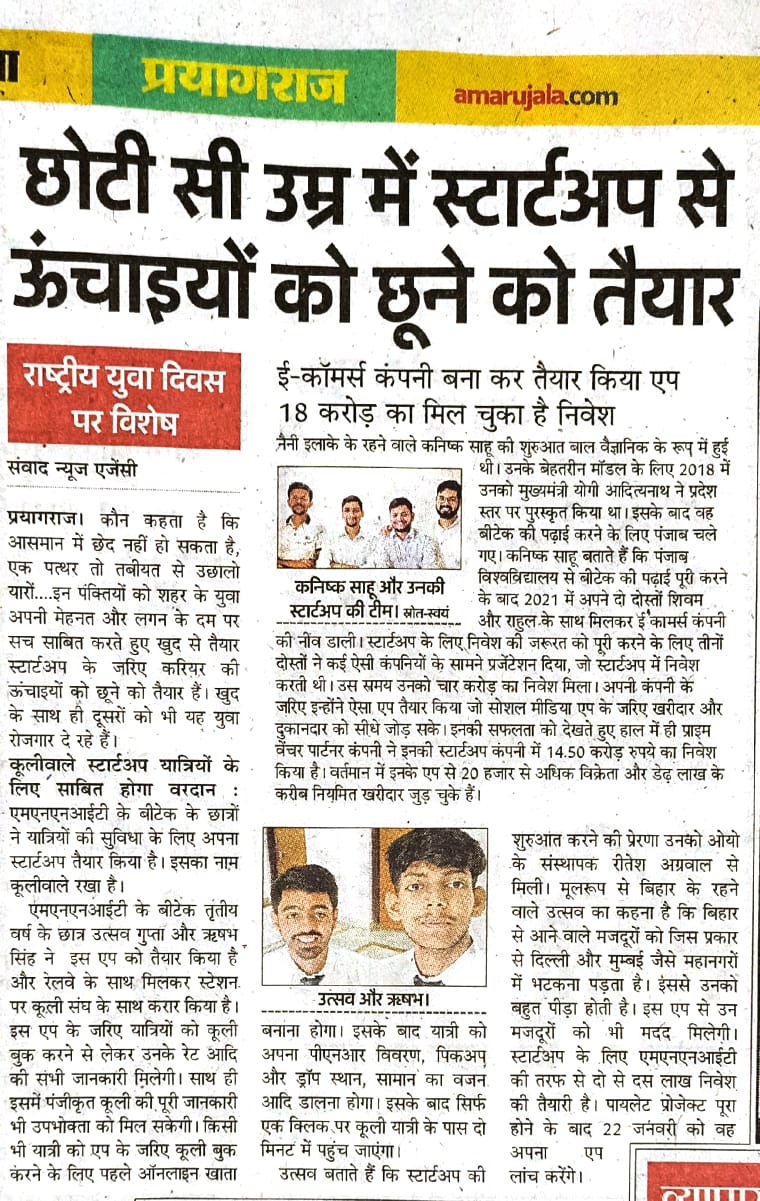 प्रयागराज
amarujala.com
छोटी सी उम्र में स्टार्टअप से
ऊंचाइयों को छूने को तैयार
राष्ट्रीय युवा दिवस
पर विशेष
संवाद न्यूज एजेंसी
प्रयागराज। कौन कहता है कि
आसमान में छेद नहीं हो सकता है,
एक पत्थर तो तबीयत से उछालो
यारों....इन पंक्तियों को शहर के युवा
अपनी मेहनत और लगन के दम पर
सच साबित करते हुए खुद से तैयार
स्टार्टअप के जरिए करियर की
ऊंचाइयों को छूने को तैयार हैं। खुद
के साथ ही दूसरों को भी यह युवा
रोजगार दे रहे हैं।
कूलीवाले स्टार्टअप यात्रियों के
लिए साबित होगा वरदान :
एमएनएनआईटी के बीटेक के छात्रों
ने यात्रियों की सुविधा के लिए अपना
स्टार्टअप तैयार किया है। इसका नाम
कूलीवाले रखा है।
एमएनएनआईटी के बीटेक तृतीय
वर्ष के छात्र उत्सव गुप्ता और ऋषभ
सिंह ने इस एप को तैयार किया है
और रेलवे के साथ मिलकर स्टेशन
पर कूली संघ के साथ करार किया है।
इस एप के जरिए यात्रियों को कूली
बुक करने से लेकर उनके रेट आदि
की सभी जानकारी मिलेगी। साथ ही
इसमें पंजीकृत कूली की पूरी जानकारी
भी उपभोक्ता को मिल सकेगी। किसी
भी यात्री को एप के जरिए कूली बुक
करने के लिए पहले ऑनलाइन खाता
ई-कॉमर्स कंपनी बना कर तैयार किया एप
18 करोड़ का मिल चुका है निवेश
नैनी इलाके के रहने वाले कनिष्क साहू की शुरुआत बाल वैज्ञानिक के रूप में हुई
थी। उनके बेहतरीन मॉडल के लिए 2018 में
उनको मुख्यमंत्री योगी आदित्यनाथ ने प्रदेश
स्तर पर पुरस्कृत किया था। इसके बाद वह
बीटेक की पढ़ाई करने के लिए पंजाब चले
गए। कनिष्क साहू बताते हैं कि पंजाब
विश्वविद्यालय से बीटेक की पढ़ाई पूरी करने
के बाद 2021 में अपने दो दोस्तों शिवम
और राहुल के साथ मिलकर ई कामर्स कंपनी
कनिष्क साहू और उनकी
स्टार्टअप की टीम। स्रोत-स्वयं
की नींव डाली। स्टार्टअप के लिए निवेश की जरूरत को पूरी करने के लिए तीनों
दोस्तों ने कई ऐसी कंपनियों के सामने प्रजेंटेशन दिया, जो स्टार्टअप में निवेश
करती थी। उस समय उनको चार करोड़ का निवेश मिला। अपनी कंपनी के
जरिए इन्होंने ऐसा एप तैयार किया जो सोशल मीडिया एप के जरिए खरीदार और
दुकानदार को सीधे जोड़ सके। इनकी सफलता को देखते हुए हाल में ही प्राइम
वेंचर पार्टनर कंपनी ने इनकी स्टार्टअप कंपनी में 14.50 करोड़ रुपये का निवेश
किया है। वर्तमान में इनके एप से 20 हजार से अधिक विक्रेता और डेढ़ लाख के
करीब नियमित खरीदार जुड़ चुके हैं।
उत्सव और ऋषभ।
बनाना होगा। इसके बाद यात्री को
अपना पीएनआर विवरण, पिकअप
और ड्रॉप स्थान, सामान का वजन
आदि डालना होगा। इसके बाद सिर्फ
एक क्लिक पर कूली यात्री के पास दो
मिनट में पहुंच जाएंगा।
उत्सव बताते हैं कि स्टार्टअप की
शुरुआत करने की प्रेरणा उनको ओयो
के संस्थापक रीतेश अग्रवाल से
मिली। मूलरूप से बिहार के रहने
वाले उत्सव का कहना है कि बिहार
से आने वाले मजदूरों को जिस प्रकार
से दिल्ली और मुम्बई जैसे महानगरों
में भटकना पड़ता है। इससे उनको
बहुत पीड़ा होती है। इस एप से उन
मजदूरों को भी मदद मिलेगी।
स्टार्टअप के लिए एमएनएनआईटी
की तरफ से दो से दस लाख निवेश
की तैयारी है। पायलेट प्रोजेक्ट पूरा
होने के बाद 22 जनवरी को वह
अपना एप
लांच करेंगे।